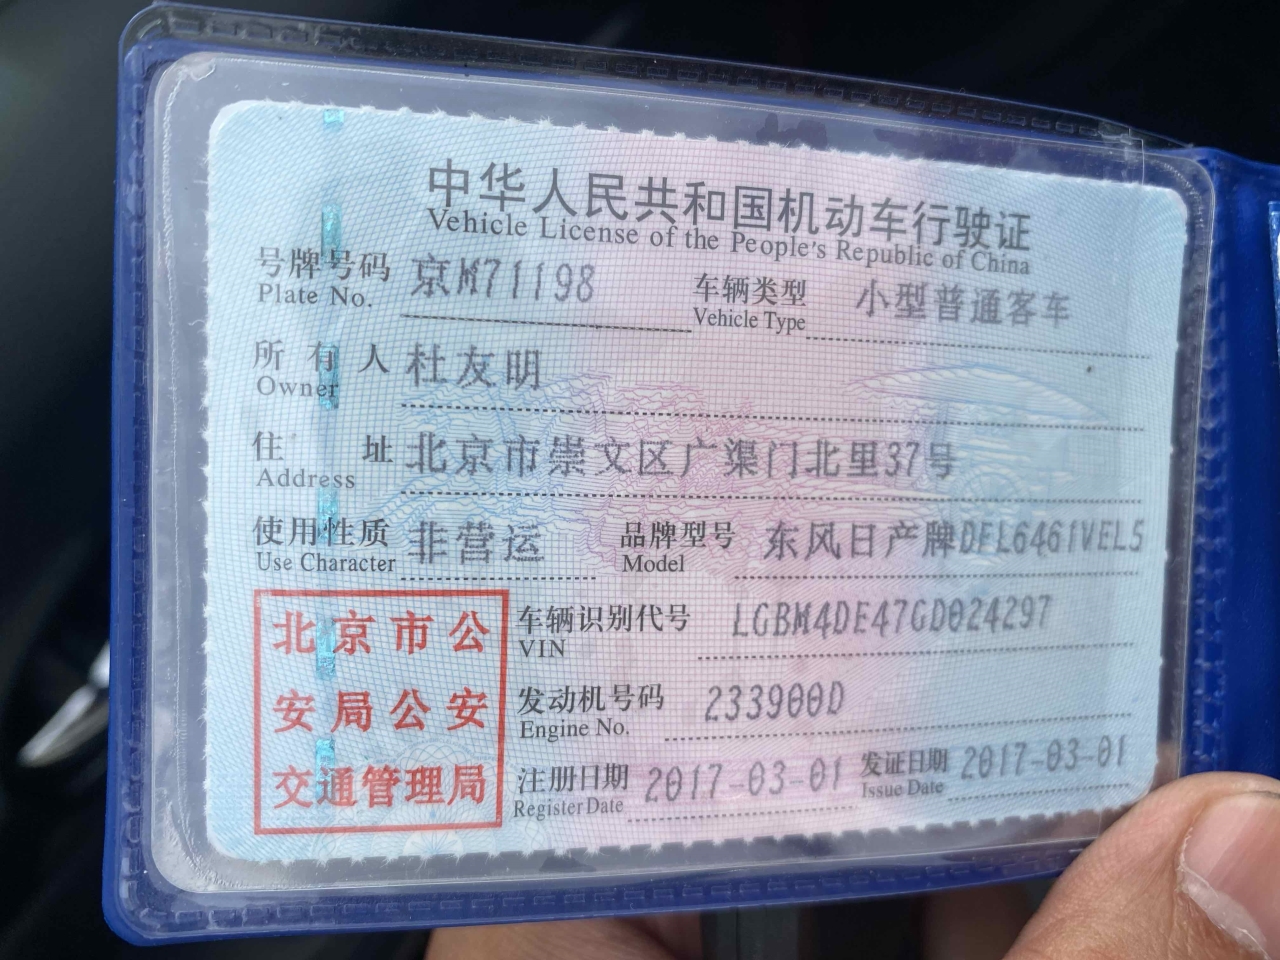 中华人民共和国机动车行驶证
Vehicle License of the People's Republic of China
号牌号码 京M71198 车辆类型 小型普通客车
Plate No. Vehicle Type
所有人 杜友明
Owner
住址 北京市崇文区广渠门北里37号
Address
使用性质 非营运 品牌型号 东风日产牌DFL6461VEL5
Use Character Model
车辆识别代号 LGBM4DE47GD024297
VIN
发动机号码 233900D
Engine No.
注册日期 2017-03-01 发证日期 2017-03-01
Register Date Issue Date
北京市公
安局公安
交通管理局